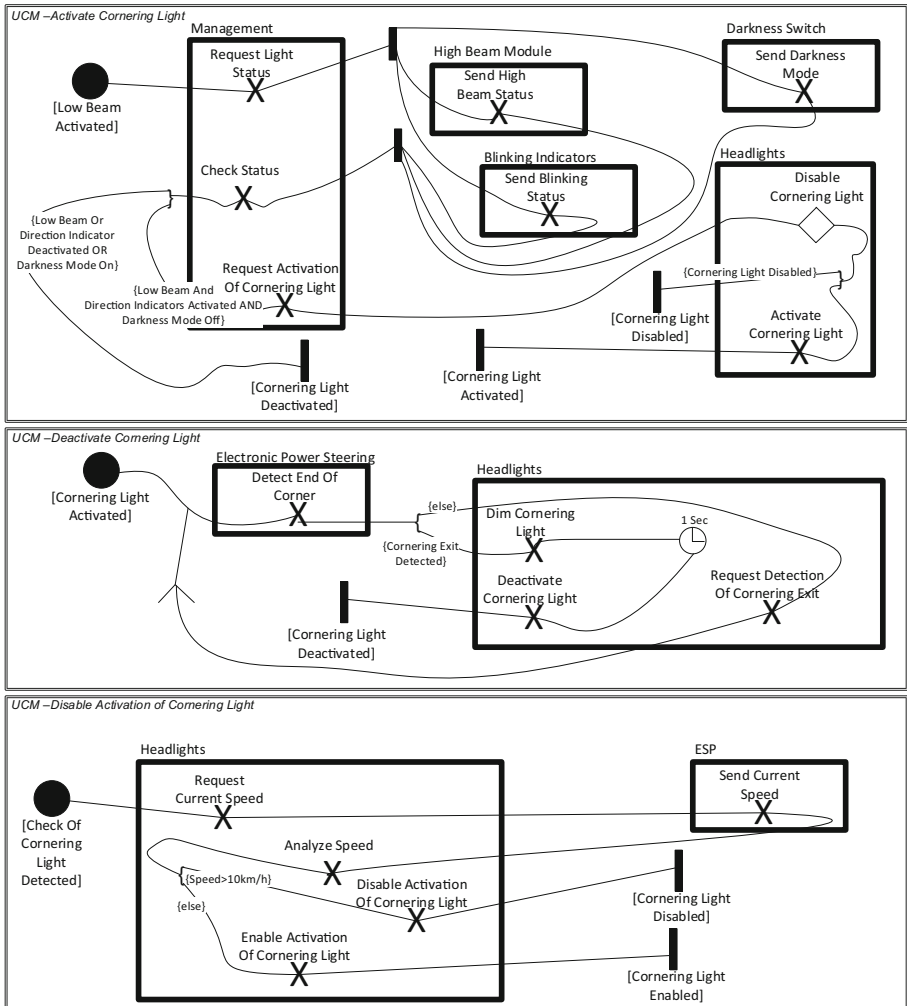 UCM –Activate Cornering Light
Management
Request Light
Status
[Low Beam
Activated]
High Beam Module
Send High
Beam Status
Darkness Switch
Send Darkness
Mode
Check Status
Blinking Indicators
Send Blinking
Status
Headlights
Disable
Cornering Light
{Low Beam Or
Direction Indicator
Deactivated OR
Darkness Mode On}
Request Activation
Of Cornering Light
{Low Beam And
Direction Indicators Activated AND
Darkness Mode Off}
{Cornering Light Disabled}
[Cornering Light
Disabled]
Activate
Cornering Light
[Cornering Light
Deactivated]
[Cornering Light
Activated]
UCM –Deactivate Cornering Light
Electronic Power Steering
Detect End Of
Corner
[Cornering Light
Activated]
Headlights
{else}
Dim Cornering
Light
1 Sec
{Cornering Exit
Detected}
Deactivate
Cornering Light
Request Detection
Of Cornering Exit
[Cornering Light
Deactivated]
UCM –Disable Activation of Cornering Light
Headlights
ESP
Request
Current Speed
Send Current
Speed
[Check Of
Cornering
Light
Detected]
Analyze Speed
{Speed>10km/h}
Disable Activation
Of Cornering Light
{else}
[Cornering Light
Disabled]
Enable Activation
Of Cornering Light
[Cornering Light
Enabled]